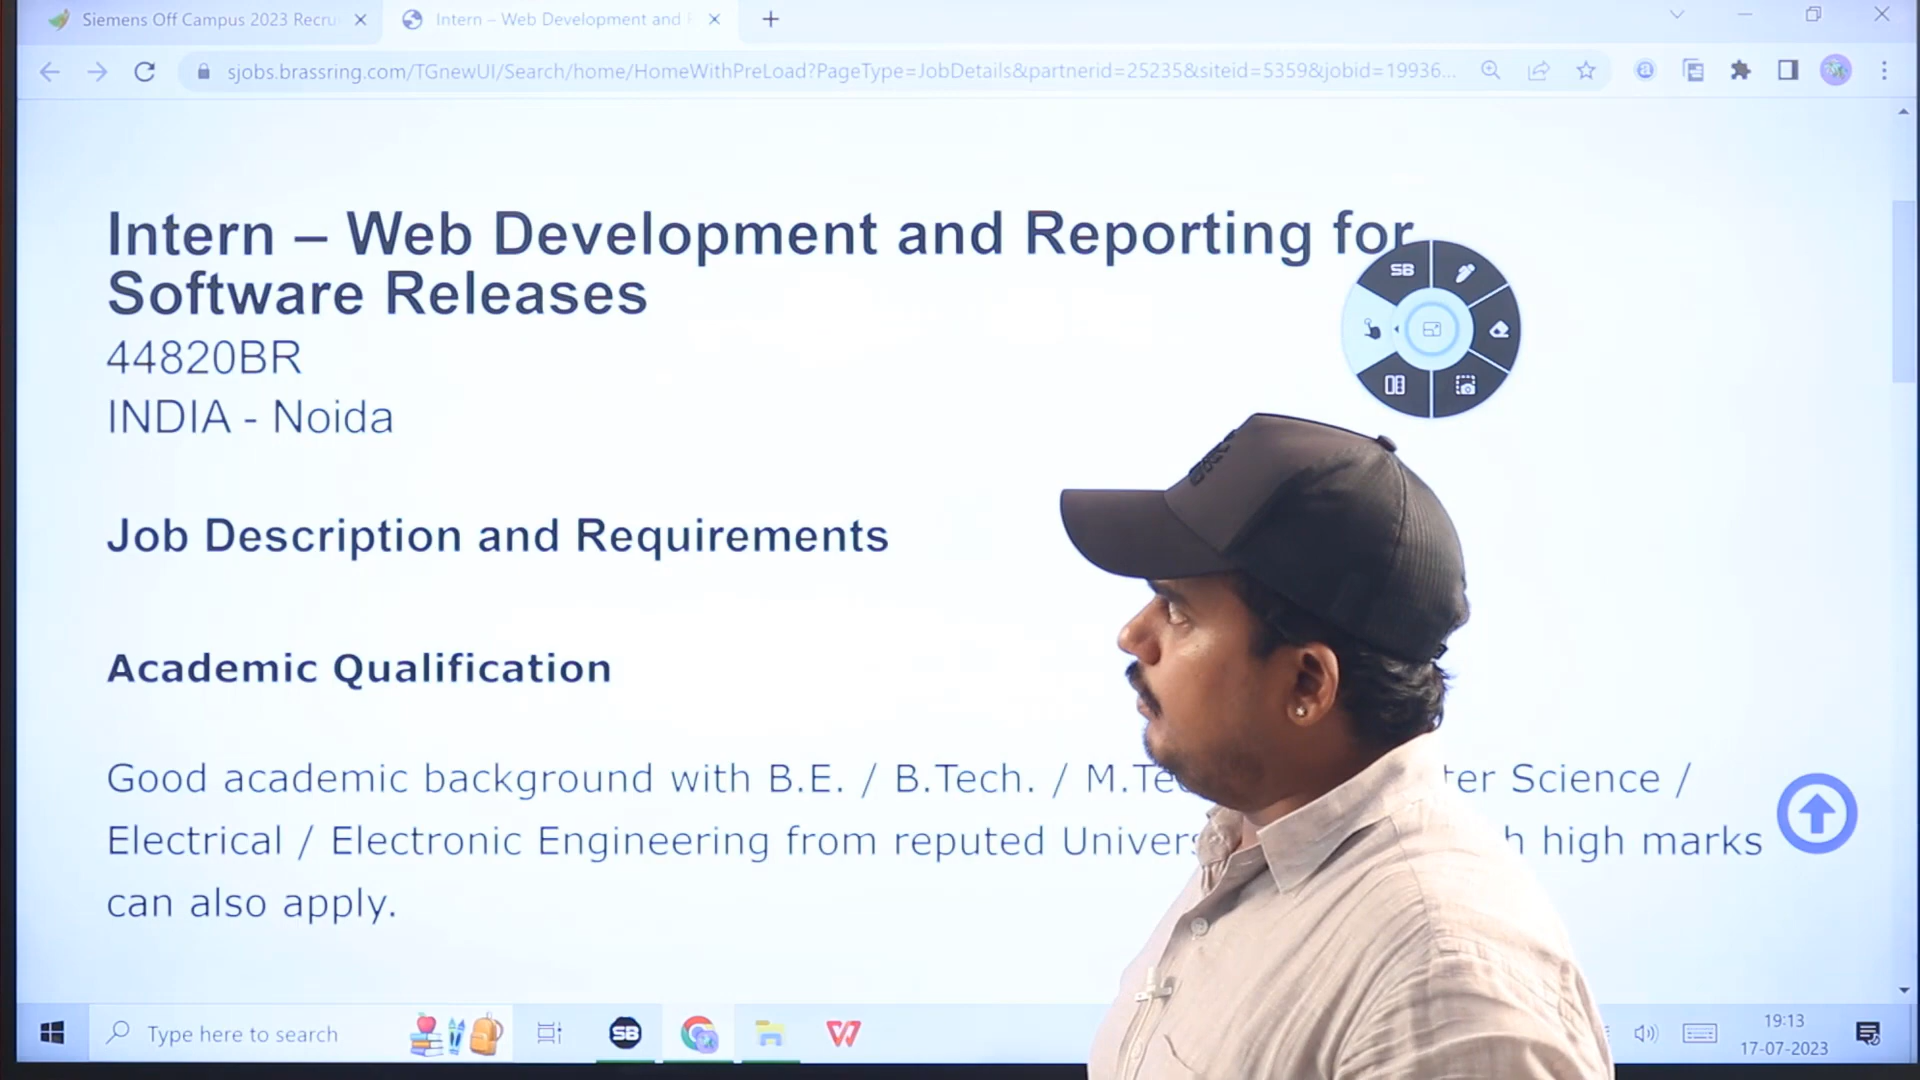 Siemens Off Campus 2023 Recru
Intern – Web Development and
sjobs.brassring.com/TGnewUI/Search/home/HomeWithPreLoad?PageType=JobDetails&partnerid=25235&siteid=5359&jobid=19936...
Intern – Web Development and Reporting for
Software Releases
44820BR
INDIA - Noida
SB
Job Description and Requirements
Academic Qualification
Good academic background with B.E. / B.Tech. / Science /
Electrical / Electronic Engineering from reputed high marks
can also apply.
Type here to search
SB
19:13
17-07-2023